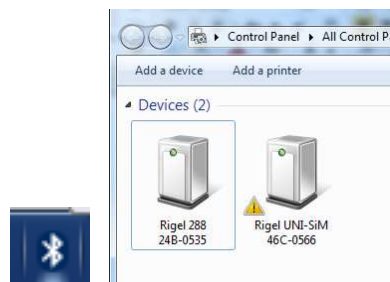 Control Panel ▸ All Control P
Add a device Add a printer
Devices (2)
Rigel 288
24B-0535
Rigel UNI-SiM
46C-0566